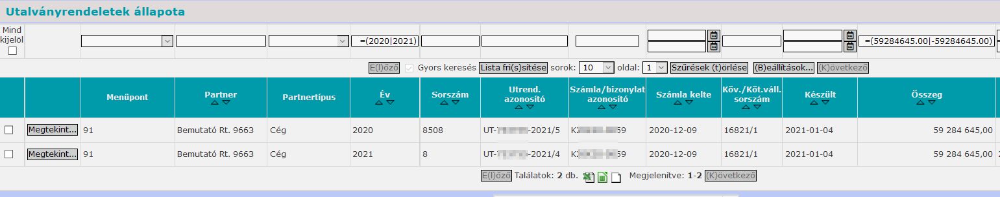 Utalványrendeletek állapota
Mind kijelöl
=(2020|2021) =(59284645.00|-59284645.00)
E(l)őző Gyors keresés Lista fri(s)sítése sorok: 10 oldal: 1 Szűrések (t)örlése (B)eállítások... (K)övetkező
Menüpont Partner Partnertípus Év Sorszám Utrend. azonosító Számla/bizonylat azonosító Számla kelte Köv./Köt.váll. sorszám Készült Összeg
Megtekint... 91 Bemutató Rt. 9663 Cég 2020 8508 UT- -2021/5 K 59 2020-12-09 16821/1 2021-01-04 59 284 645,00
Megtekint... 91 Bemutató Rt. 9663 Cég 2021 8 UT- -2021/4 K 59 2020-12-09 16821/1 2021-01-04 59 284 645,00
E(l)őző Találatok: 2 db. Megjelenítve: 1-2 (K)övetkező